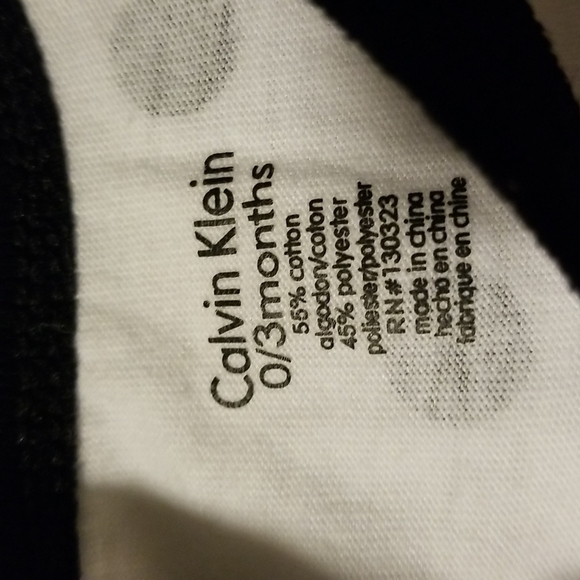 Calvin Klein
0/3months
55% cotton
algodon/coton
45% polyester
poliester/polyester
RN#130323
made in china
hecho en china
fabrique en chine